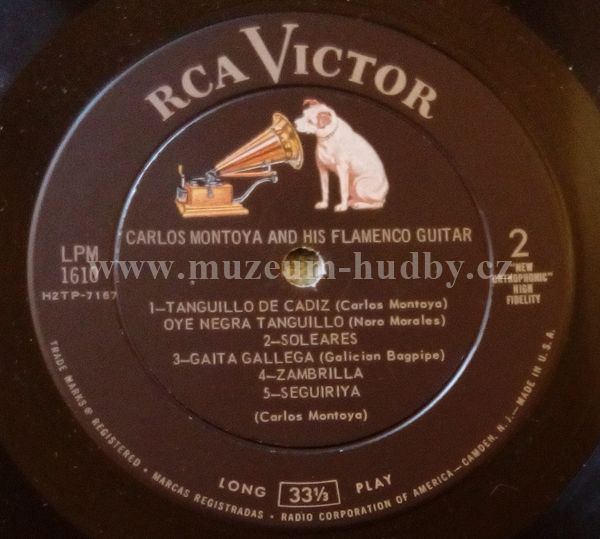 RCA VICTOR
CARLOS MONTOYA AND HIS FLAMENCO GUITAR
LPM
1610
H2TP-7167
2
"NEW
ORTHOPHONIC"
HIGH
FIDELITY
www.muzeum-hudby.cz
1—TANGUILLO DE CADIZ (Carlos Montoya)
OYE NEGRA TANGUILLO (Noro Morales)
2—SOLEARES
3—GAITA GALLEGA (Galician Bagpipe)
4—ZAMBRILLA
5—SEGUIRIYA
(Carlos Montoya)
LONG 33⅓ PLAY
TRADE MARKS ® REGISTERED • MARCAS REGISTRADAS • RADIO CORPORATION OF AMERICA—CAMDEN, N. J.—MADE IN U.S.A.